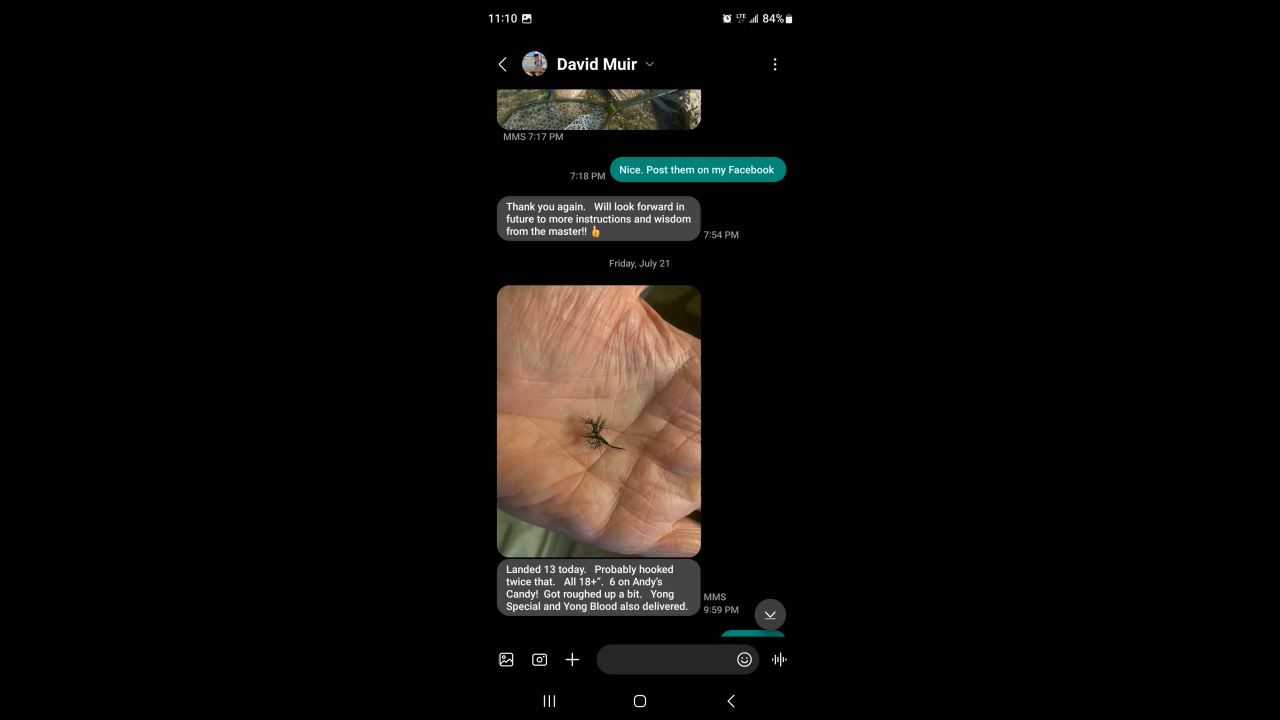 11:10
LTE 84%
David Muir
MMS 7:17 PM
Nice. Post them on my Facebook
7:18 PM
Thank you again. Will look forward in
future to more instructions and wisdom
from the master!! 👍
7:54 PM
Friday, July 21
Landed 13 today. Probably hooked
twice that. All 18+". 6 on Andy's
Candy! Got roughed up a bit. Yong
Special and Yong Blood also delivered.
MMS
9:59 PM